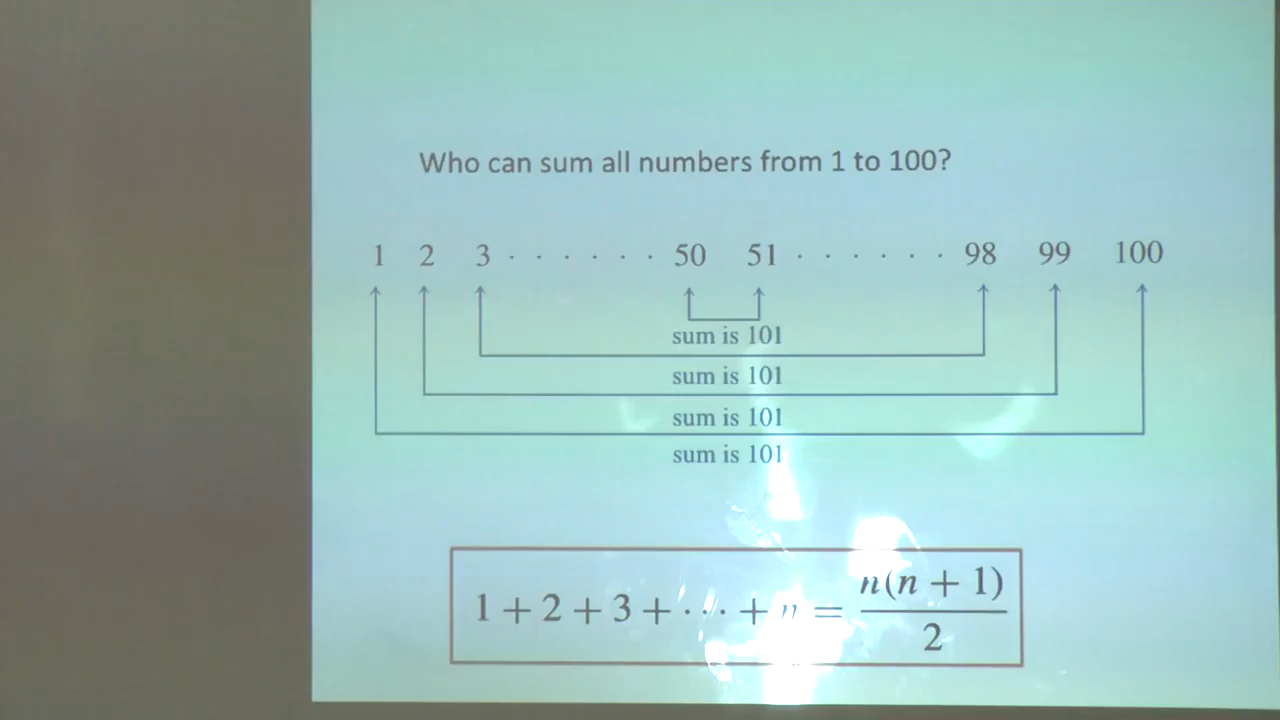 Who can sum all numbers from 1 to 100?
1 2 3 · · · · · · 50 51 · · · · · · 98 99 100
sum is 101
sum is 101
sum is 101
sum is 101
1 + 2 + 3 + · · · + n = n(n + 1) / 2